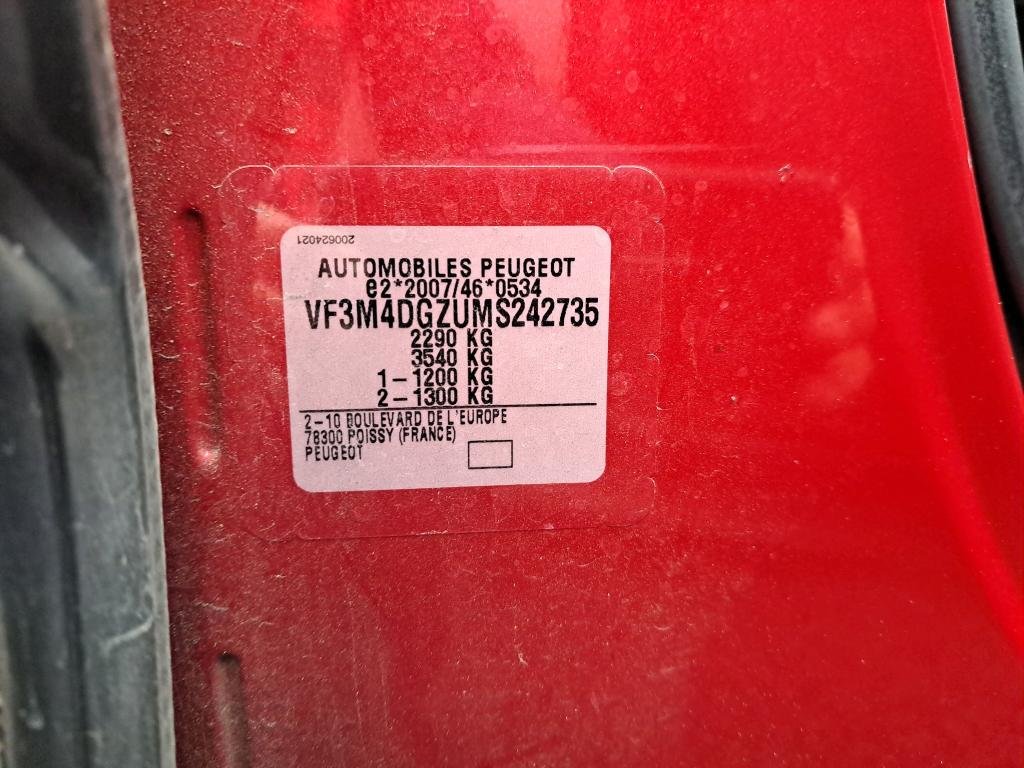 200624021
AUTOMOBILES PEUGEOT
e2*2007/46*0534
VF3M4DGZUMS242735
2290 KG
3540 KG
1-1200 KG
2-1300 KG
2-10 BOULEVARD DE L'EUROPE
78300 POISSY (FRANCE)
PEUGEOT